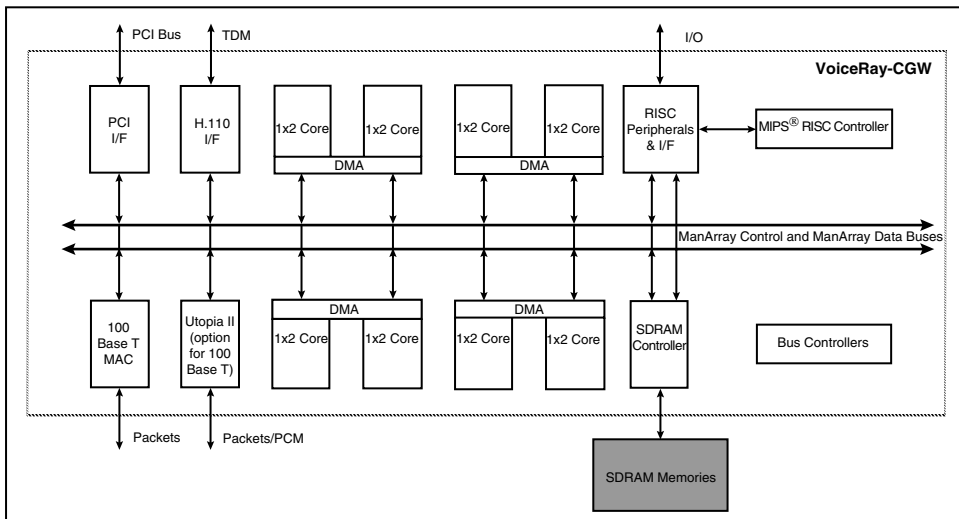 PCI Bus
TDM
I/O
VoiceRay-CGW
PCI
I/F
H.110
I/F
1x2 Core
1x2 Core
DMA
1x2 Core
1x2 Core
DMA
RISC
Peripherals
& I/F
MIPS® RISC Controller
ManArray Control and ManArray Data Buses
100
Base T
MAC
Utopia II
(option
for 100
Base T)
DMA
1x2 Core
1x2 Core
DMA
1x2 Core
1x2 Core
SDRAM
Controller
Bus Controllers
Packets
Packets/PCM
SDRAM Memories